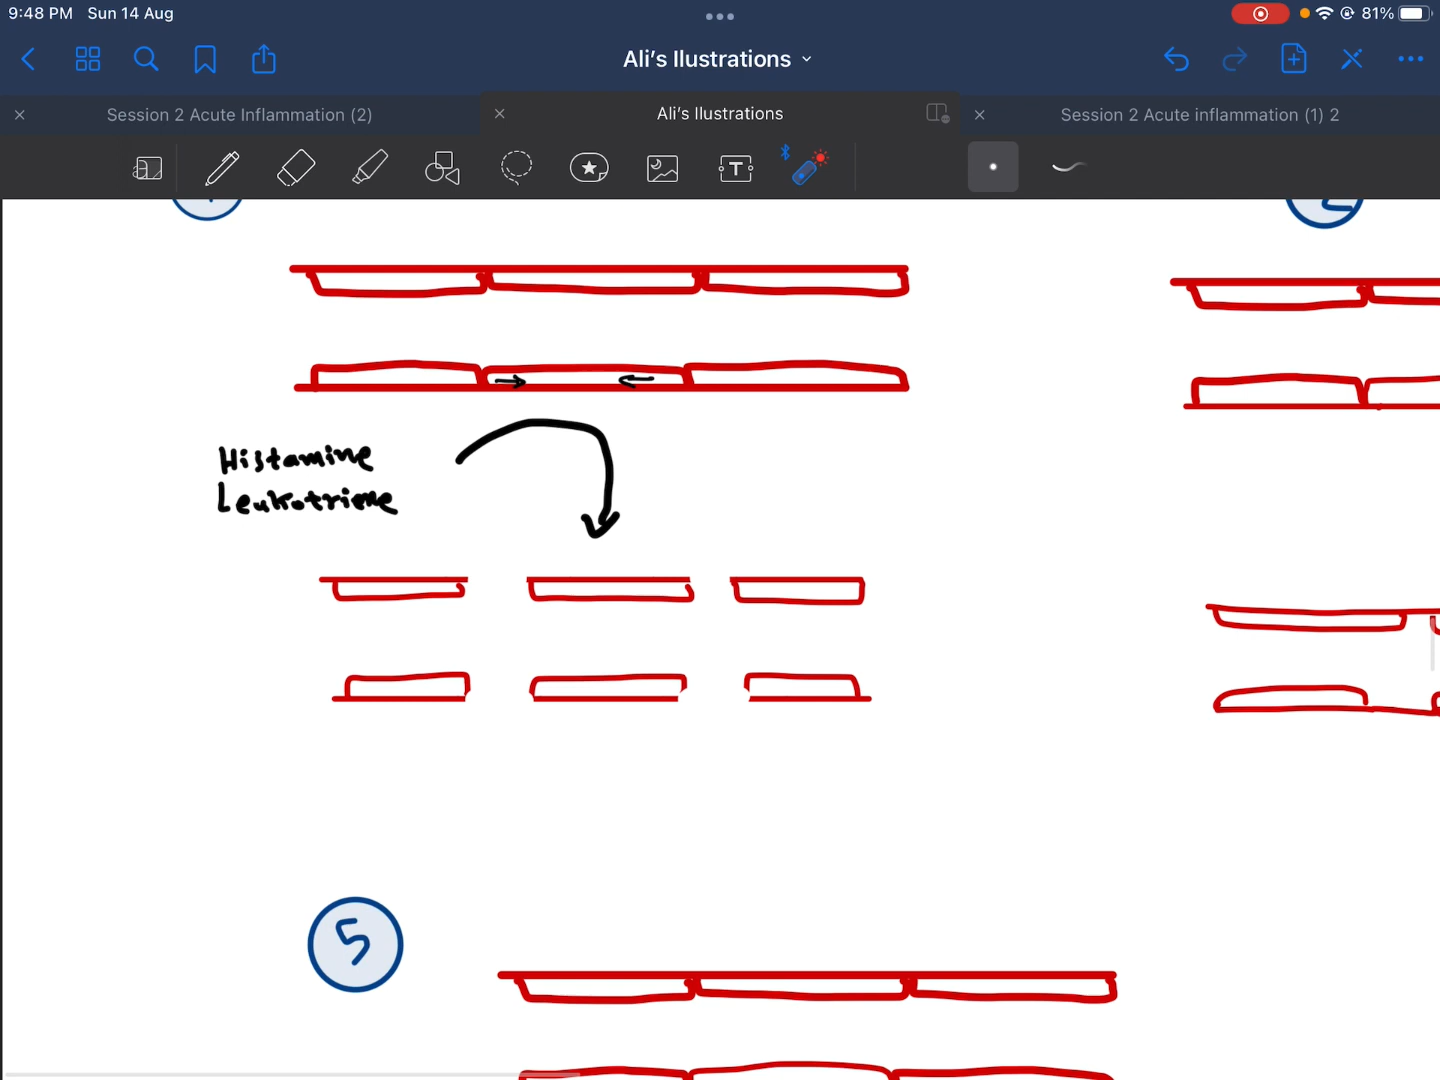 9:48 PM Sun 14 Aug
81%
Ali's Ilustrations
Session 2 Acute Inflammation (2)
Ali's Ilustrations
Session 2 Acute inflammation (1) 2
a
T
2
Histamine
Leukotriene
5